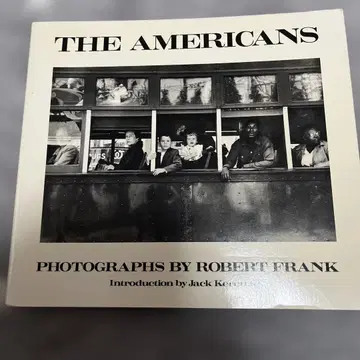 THE AMERICANS
PHOTOGRAPHS BY ROBERT FRANK
Introduction by Jack